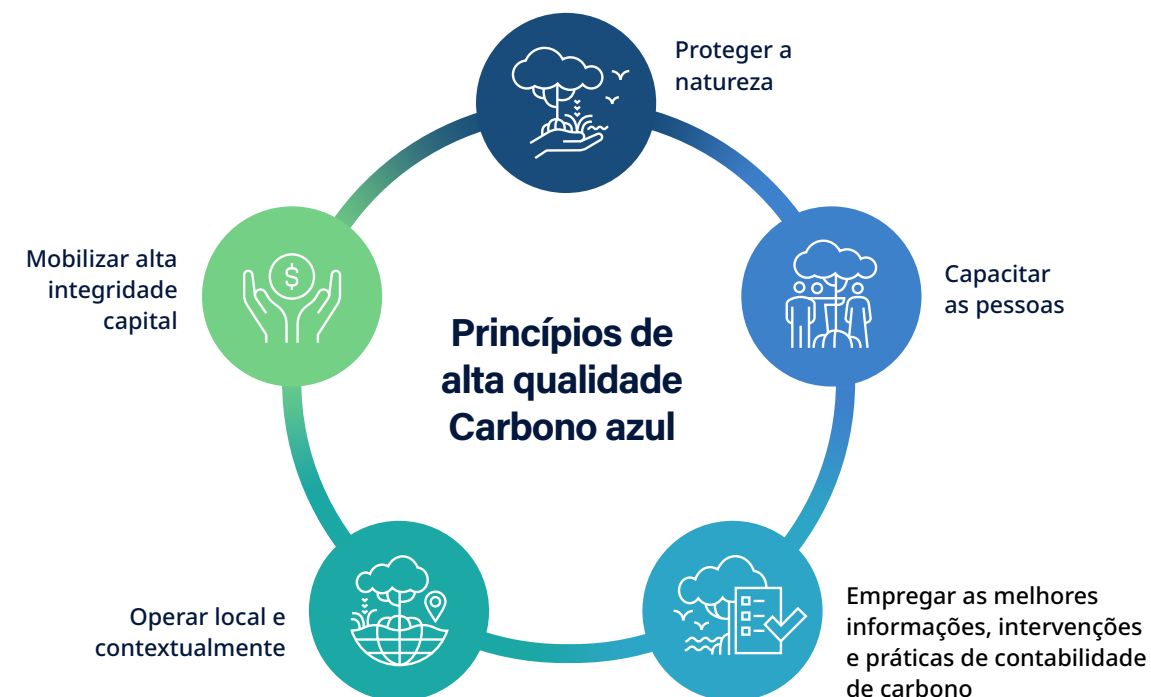 Proteger a
natureza
Capacitar
as pessoas
Empregar as melhores
informações, intervenções
e práticas de contabilidade
de carbono
Operar local e
contextualmente
Mobilizar alta
integridade
capital
$
Princípios de
alta qualidade
Carbono azul